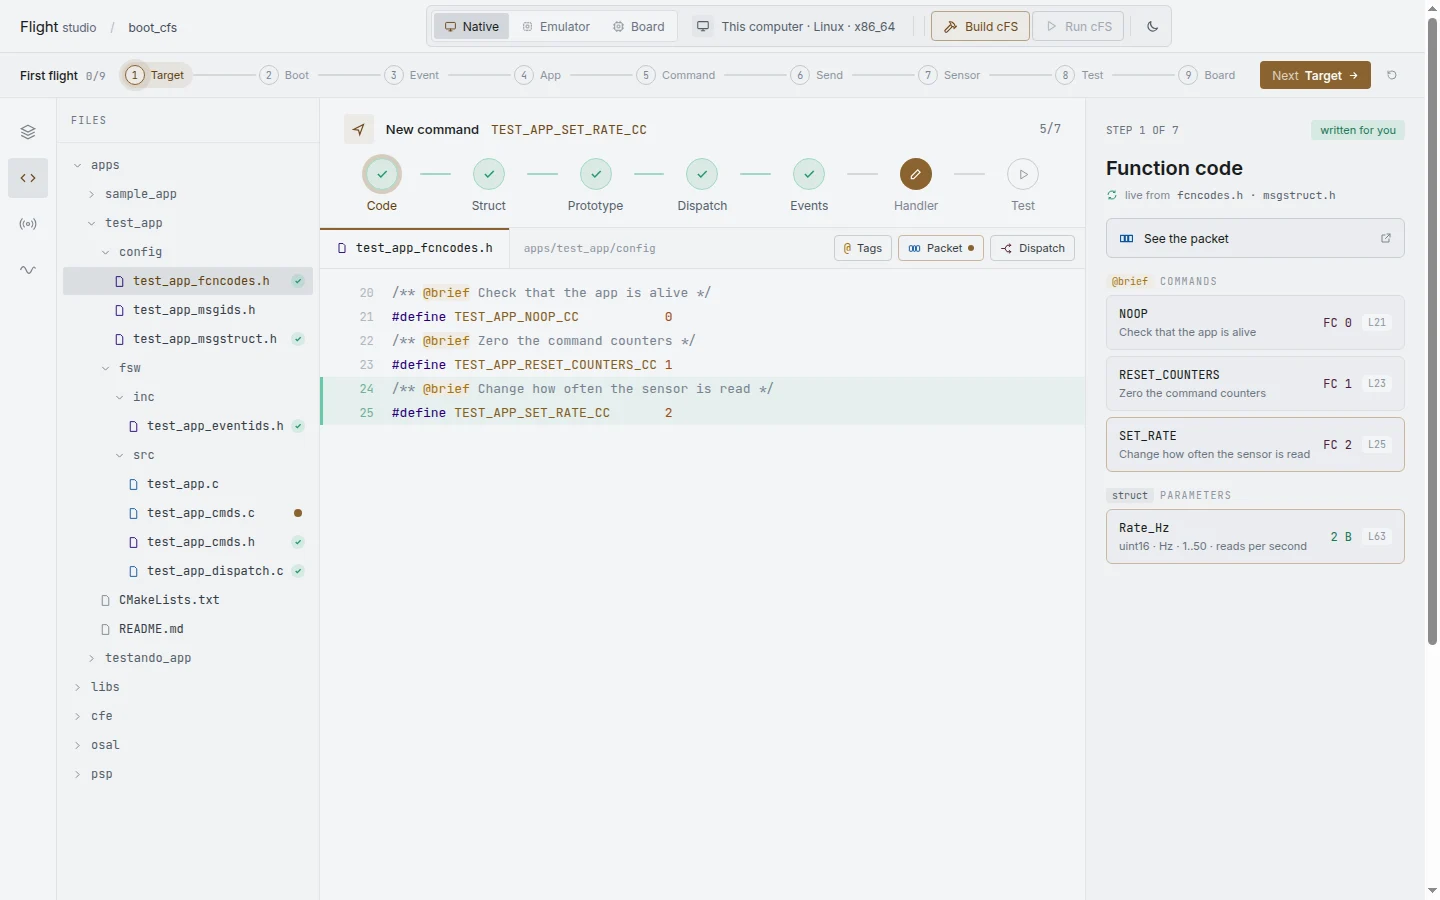 Flight studio / boot_cfs
Native Emulator Board This computer · Linux · x86_64 Build cFS Run cFS
First flight 0/9 1 Target 2 Boot 3 Event 4 App 5 Command 6 Send 7 Sensor 8 Test 9 Board Next Target →
FILES
apps
sample_app
test_app
config
test_app_fcncodes.h
test_app_msgids.h
test_app_msgstruct.h
fsw
inc
test_app_eventids.h
src
test_app.c
test_app_cmds.c
test_app_cmds.h
test_app_dispatch.c
CMakeLists.txt
README.md
testando_app
libs
cfe
osal
psp
New command TEST_APP_SET_RATE_CC 5/7
Code Struct Prototype Dispatch Events Handler Test
test_app_fcncodes.h apps/test_app/config @ Tags Packet Dispatch
20 /** @brief Check that the app is alive */
21 #define TEST_APP_NOOP_CC 0
22 /** @brief Zero the command counters */
23 #define TEST_APP_RESET_COUNTERS_CC 1
24 /** @brief Change how often the sensor is read */
25 #define TEST_APP_SET_RATE_CC 2
STEP 1 OF 7 written for you
Function code
live from fcncodes.h · msgstruct.h
See the packet
@brief COMMANDS
NOOP
Check that the app is alive
FC 0 L21
RESET_COUNTERS
Zero the command counters
FC 1 L23
SET_RATE
Change how often the sensor is read
FC 2 L25
struct PARAMETERS
Rate_Hz
uint16 · Hz · 1..50 · reads per second
2 B L63